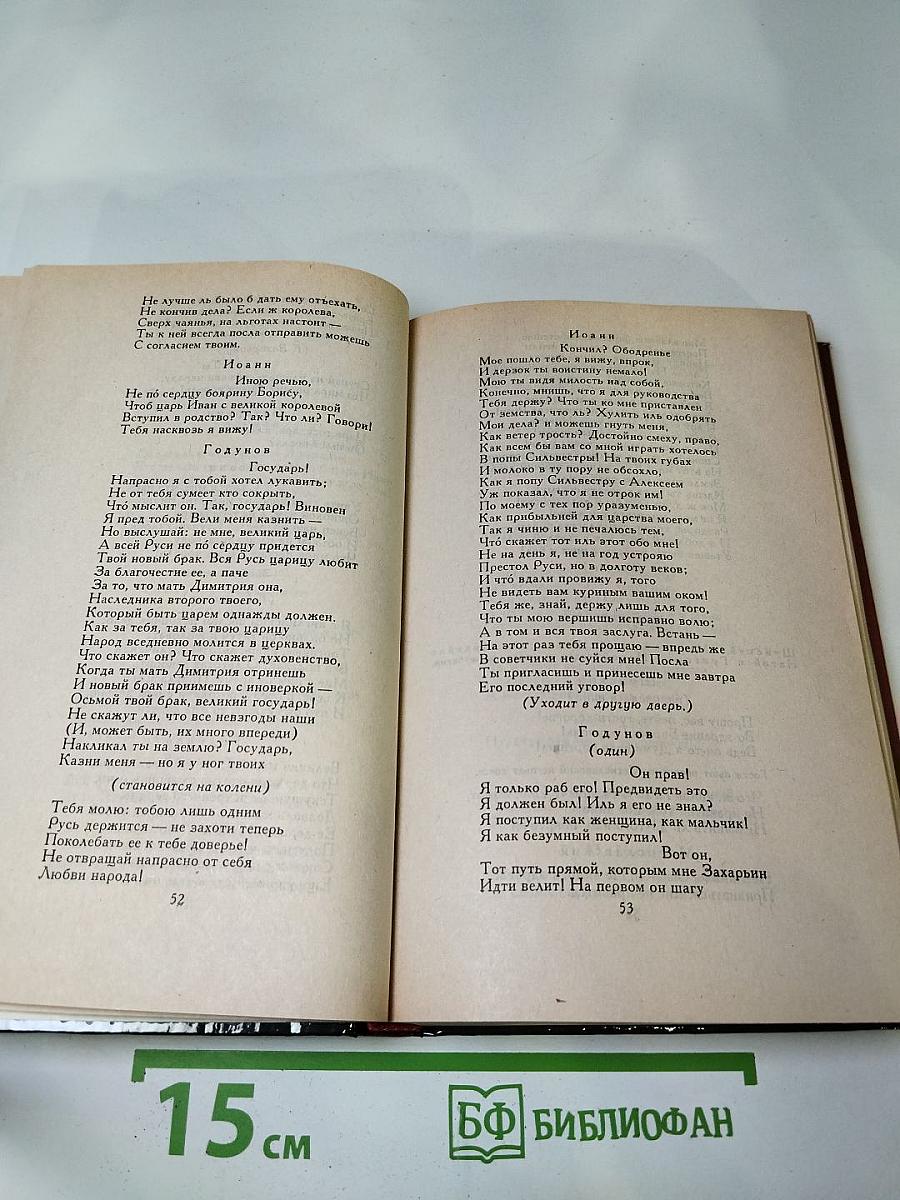 Не лучше ль было б дать ему отъехать,
Не кончив дела? Если ж королева,
Сверх чаянья, на льготах настоит —
Ты к ней всегда посла отправить можешь
С согласием твоим.
Иоанн
Иною речью,
Не по́ сердцу боярину Борису,
Чтоб царь Иван с великой королевой
Вступил в родство? Так? Что ли? Говори!
Тебя насквозь я вижу!
Годунов
Государь!
Напрасно я с тобой хотел лукавить;
Не от тебя сумеет кто сокрыть,
Что́ мыслит он. Так, государь! Виновен
Я пред тобой. Вели меня казнить —
Но выслушай: не мне, великий царь,
А всей Руси не по́ сердцу придется
Твой новый брак. Вся Русь царицу любит
За благочестие ее, а паче
За то, что мать Димитрия она,
Наследника второго твоего,
Который быть царем однажды должен.
Как за тебя, так за твою царицу
Народ вседневно молится в церквах.
Что скажет он? Что скажет духовенство,
Когда ты мать Димитрия отринешь
И новый брак приимешь с иноверкой —
Осьмой твой брак, великий государь!
Не скажут ли, что все невзгоды наши
(И, может быть, их много впереди)
Накликал ты на землю? Государь,
Казни меня — но я у ног твоих
(становится на колени)
Тебя молю: тобою лишь одним
Русь держится — не захоти теперь
Поколебать ее к тебе доверье!
Не отвращай напрасно от себя
Любви народа!
52
Иоанн
Кончил? Ободренье
Мое пошло тебе, я вижу, впрок,
И дерзок ты воистину немало!
Мою ты видя милость над собой,
Конечно, мнишь, что я для руководства
Тебя держу? Что ты ко мне приставлен
От земства, что ль? Хулить иль одобрять
Мои дела? и можешь гнуть меня,
Как ветер трость? Достойно смеху, право,
Как всем бы вам со мной играть хотелось
В попы Сильвестры! На твоих губах
И молоко в ту пору не обсохло,
Как я попу Сильвестру с Алексеем
Уж показал, что я не отрок им!
По моему с тех пор уразуменью,
Как прибыльней для царства моего,
Так я чиню и не печалюсь тем,
Что́ скажет тот иль этот обо мне!
Не на день я, не на год устрояю
Престол Руси, но в долготу веков;
И что́ вдали провижу я, того
Не видеть вам куриным вашим оком!
Тебя же, знай, держу лишь для того,
Что ты мою вершишь исправно волю;
А в том и вся твоя заслуга. Встань —
На этот раз тебя прощаю — впредь же
В советчики не суйся мне! Посла
Ты пригласишь и принесешь мне завтра
Его последний уговор!
(Уходит в другую дверь.)
Годунов
(один)
Он прав!
Я только раб его! Предвидеть это
Я должен был! Иль я его не знал?
Я поступил как женщина, как мальчик!
Я как безумный поступил!
Вот он,
Тот путь прямой, которым мне Захарьин
Идти велит! На первом он шагу
53
15 см
БФ БИБЛИОФАН